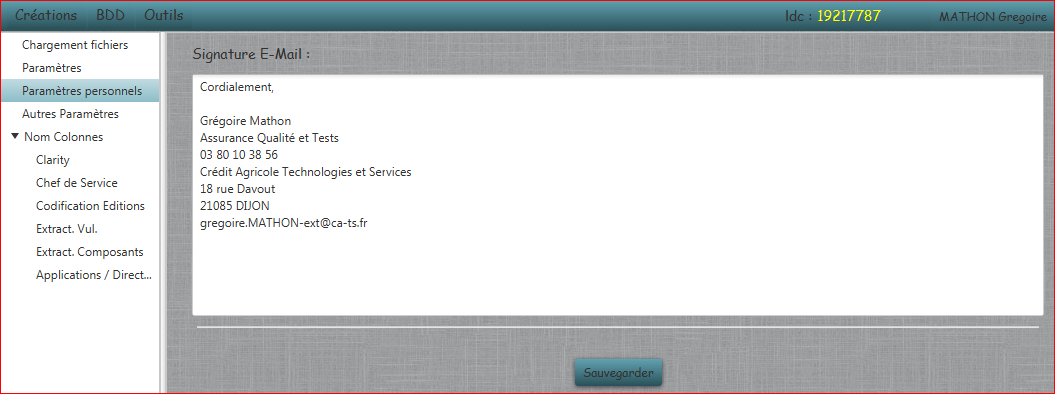 Créations BDD Outils Idc : 19217787 MATHON Gregoire
Chargement fichiers
Paramètres
Paramètres personnels
Autres Paramètres
Nom Colonnes
Clarity
Chef de Service
Codification Editions
Extract. Vul.
Extract. Composants
Applications / Direct...
Signature E-Mail :
Cordialement,
Grégoire Mathon
Assurance Qualité et Tests
03 80 10 38 56
Crédit Agricole Technologies et Services
18 rue Davout
21085 DIJON
gregoire.MATHON-ext@ca-ts.fr
Sauvegarder